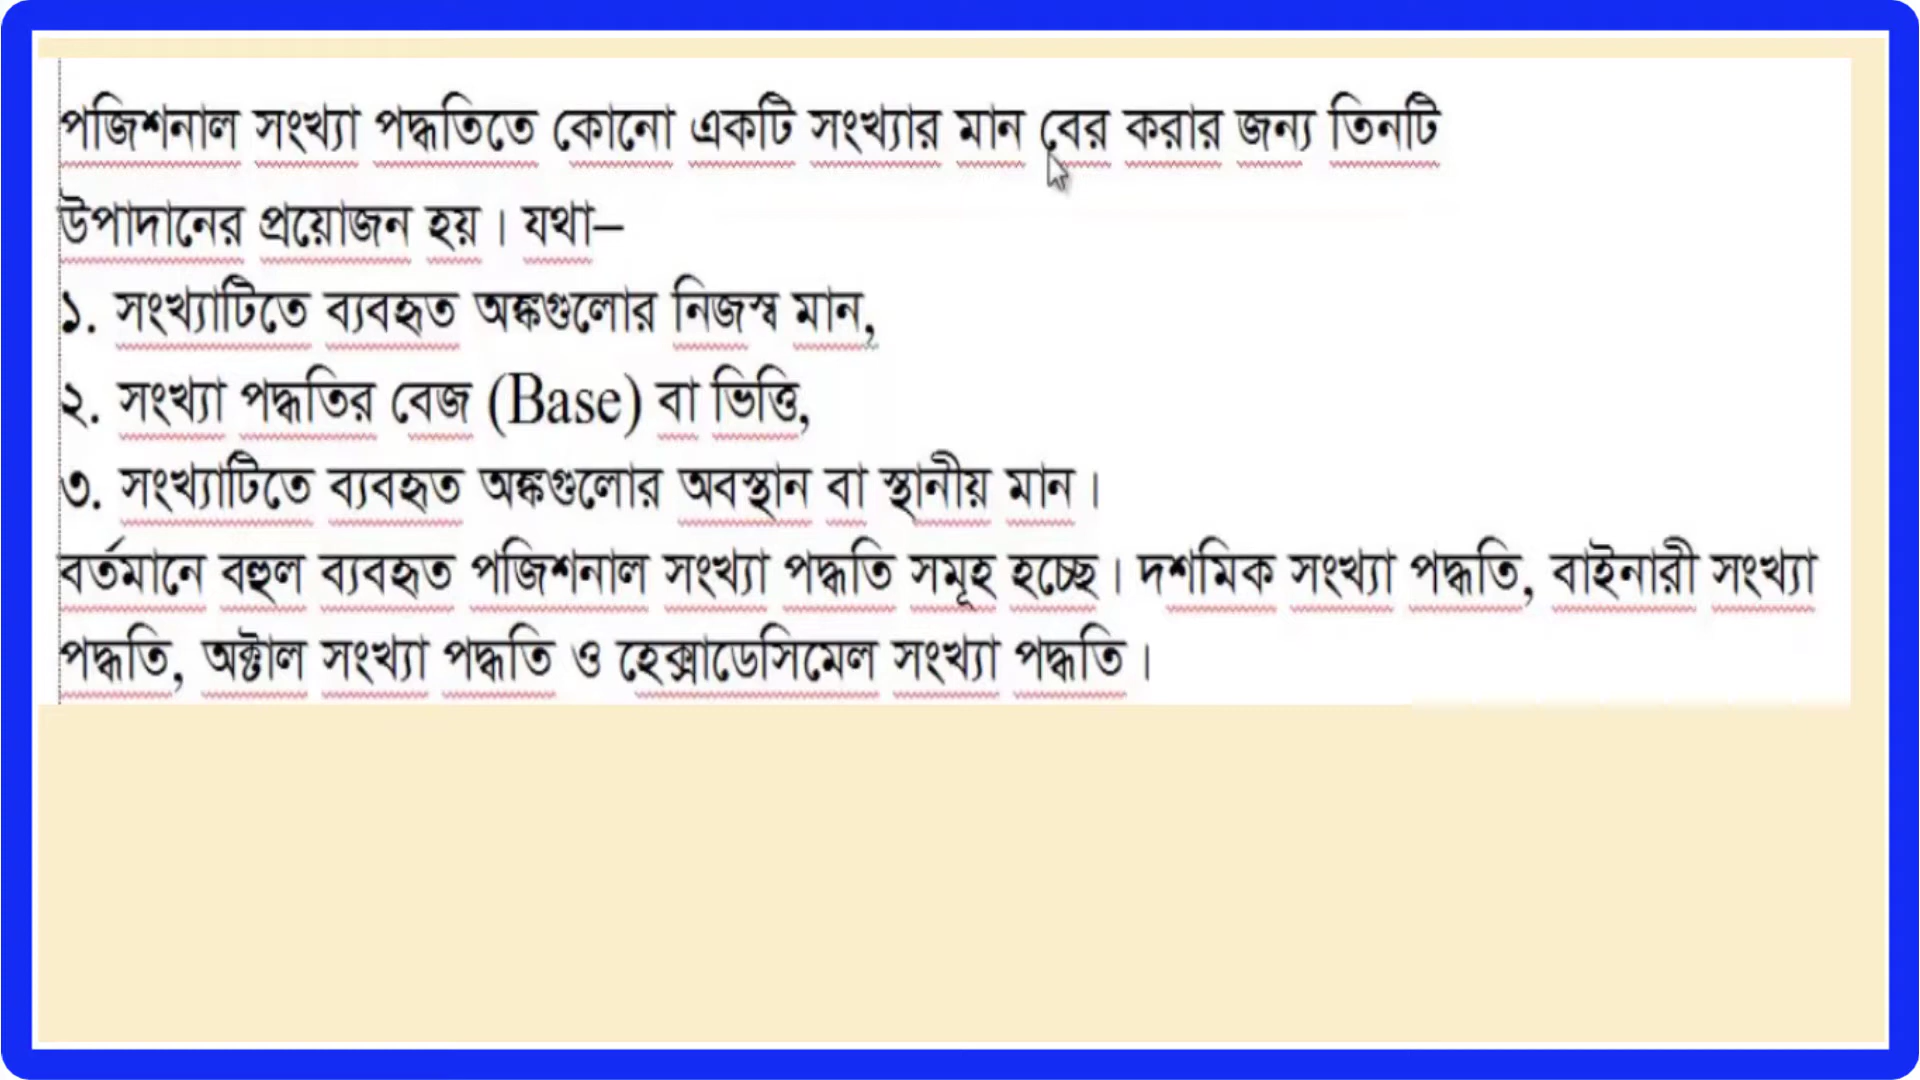 পজিশনাল সংখ্যা পদ্ধতিতে কোনো একটি সংখ্যার মান বের করার জন্য তিনটি
উপাদানের প্রয়োজন হয়। যথা–
১. সংখ্যাটিতে ব্যবহৃত অঙ্কগুলোর নিজস্ব মান,
২. সংখ্যা পদ্ধতির বেজ (Base) বা ভিত্তি,
৩. সংখ্যাটিতে ব্যবহৃত অঙ্কগুলোর অবস্থান বা স্থানীয় মান।
বর্তমানে বহুল ব্যবহৃত পজিশনাল সংখ্যা পদ্ধতি সমূহ হচ্ছে। দশমিক সংখ্যা পদ্ধতি, বাইনারী সংখ্যা
পদ্ধতি, অক্টাল সংখ্যা পদ্ধতি ও হেক্সাডেসিমেল সংখ্যা পদ্ধতি।